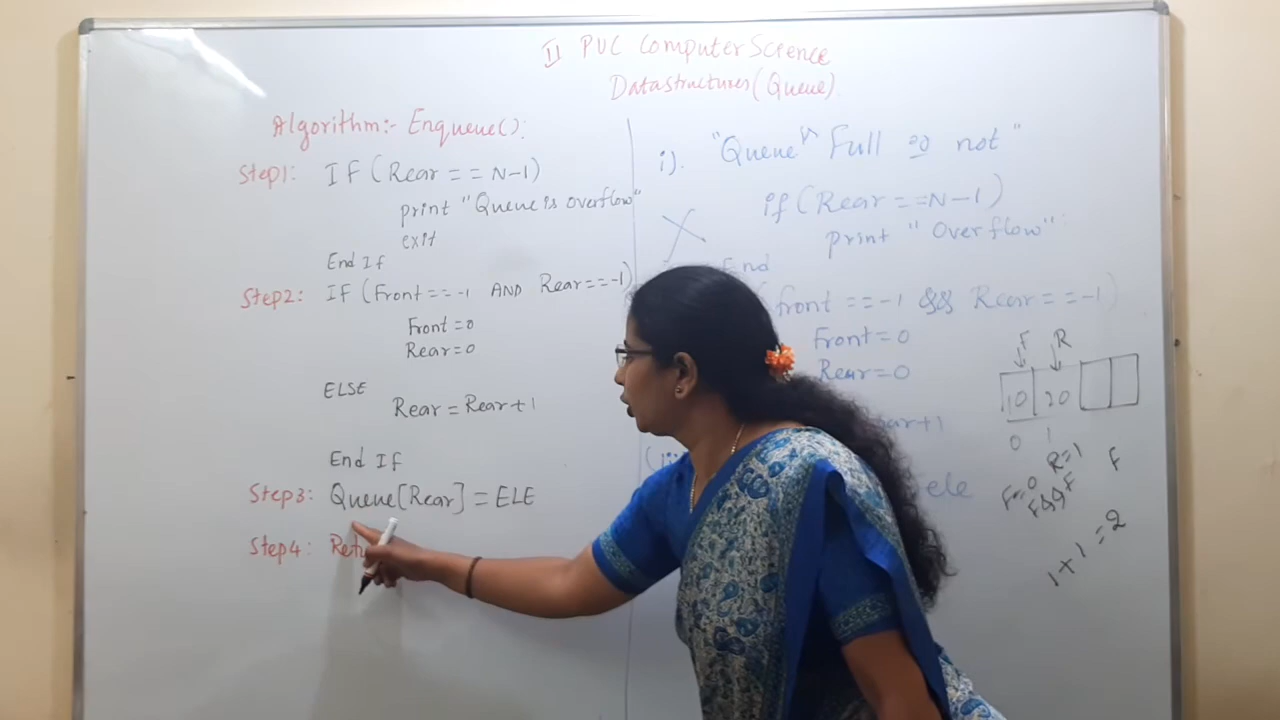 II PUC Computer Science
Datastructures (Queue)
Algorithm:- Enqueue():
Step1: IF (Rear == N-1)
print "Queue is overflow"
exit
End If
Step2: IF (Front == -1 AND Rear == -1)
Front = 0
Rear = 0
ELSE
Rear = Rear + 1
End IF
Step3: Queue[Rear] = ELE
Step4:
i). "Queue" Full or not"
if (Rear == N-1)
print "Overflow":
End
front == -1 && Rear == -1)
Front = 0
Rear = 0
+1
ele
F R
10 20
0 1
R=1
F=0
F && F
F
1+1=2